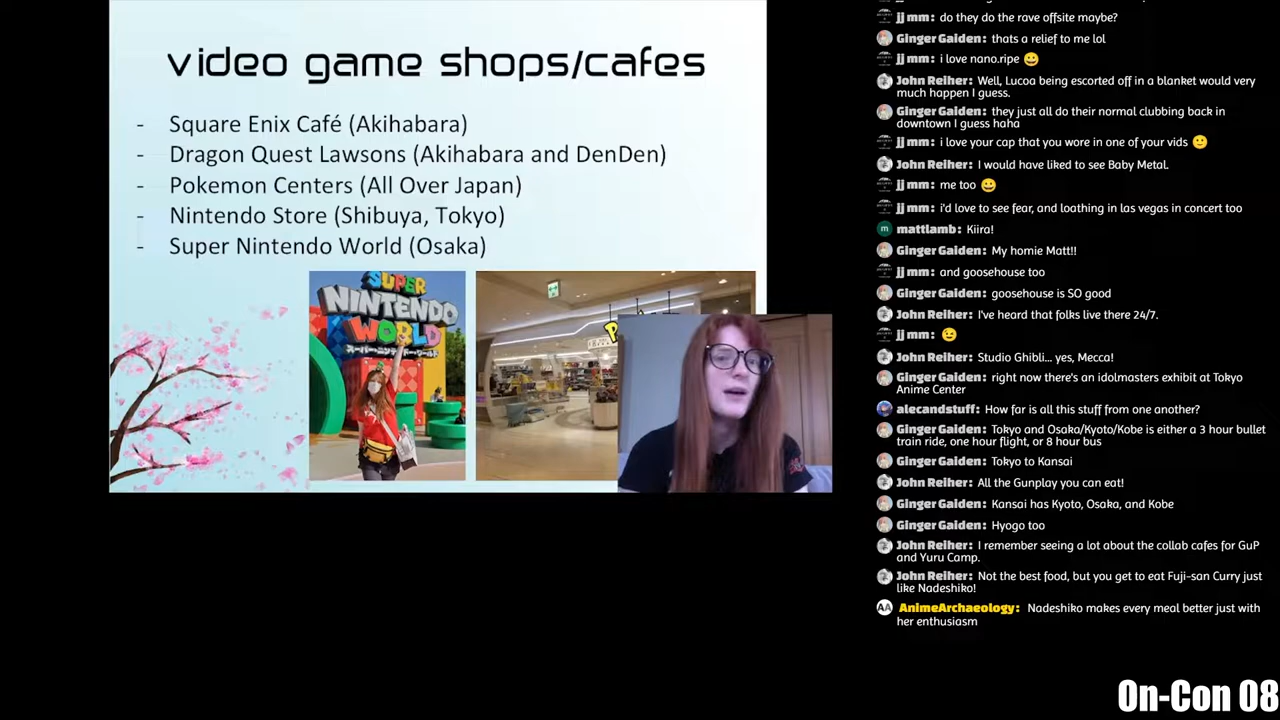 video game shops/cafes
- Square Enix Café (Akihabara)
- Dragon Quest Lawsons (Akihabara and DenDen)
- Pokemon Centers (All Over Japan)
- Nintendo Store (Shibuya, Tokyo)
- Super Nintendo World (Osaka)
SUPER
NINTENDO
WORLD
jj mm: do they do the rave offsite maybe?
Ginger Gaiden: thats a relief to me lol
jj mm: i love nano.ripe 😀
John Reiher: Well, Lucoa being escorted off in a blanket would very
much happen I guess.
Ginger Gaiden: they just all do their normal clubbing back in
downtown I guess haha
jj mm: i love your cap that you wore in one of your vids 🙂
John Reiher: I would have liked to see Baby Metal.
jj mm: me too 😀
jj mm: i'd love to see fear, and loathing in las vegas in concert too
m mattlamb: Kiira!
Ginger Gaiden: My homie Matt!!
jj mm: and goosehouse too
Ginger Gaiden: goosehouse is SO good
John Reiher: I've heard that folks live there 24/7.
jj mm: 😉
John Reiher: Studio Ghibli... yes, Mecca!
Ginger Gaiden: right now there's an idolmasters exhibit at Tokyo
Anime Center
alecandstuff: How far is all this stuff from one another?
Ginger Gaiden: Tokyo and Osaka/Kyoto/Kobe is either a 3 hour bullet
train ride, one hour flight, or 8 hour bus
Ginger Gaiden: Tokyo to Kansai
John Reiher: All the Gunplay you can eat!
Ginger Gaiden: Kansai has Kyoto, Osaka, and Kobe
Ginger Gaiden: Hyogo too
John Reiher: I remember seeing a lot about the collab cafes for GuP
and Yuru Camp.
John Reiher: Not the best food, but you get to eat Fuji-san Curry just
like Nadeshiko!
AA AnimeArchaeology: Nadeshiko makes every meal better just with
her enthusiasm
On-Con 08